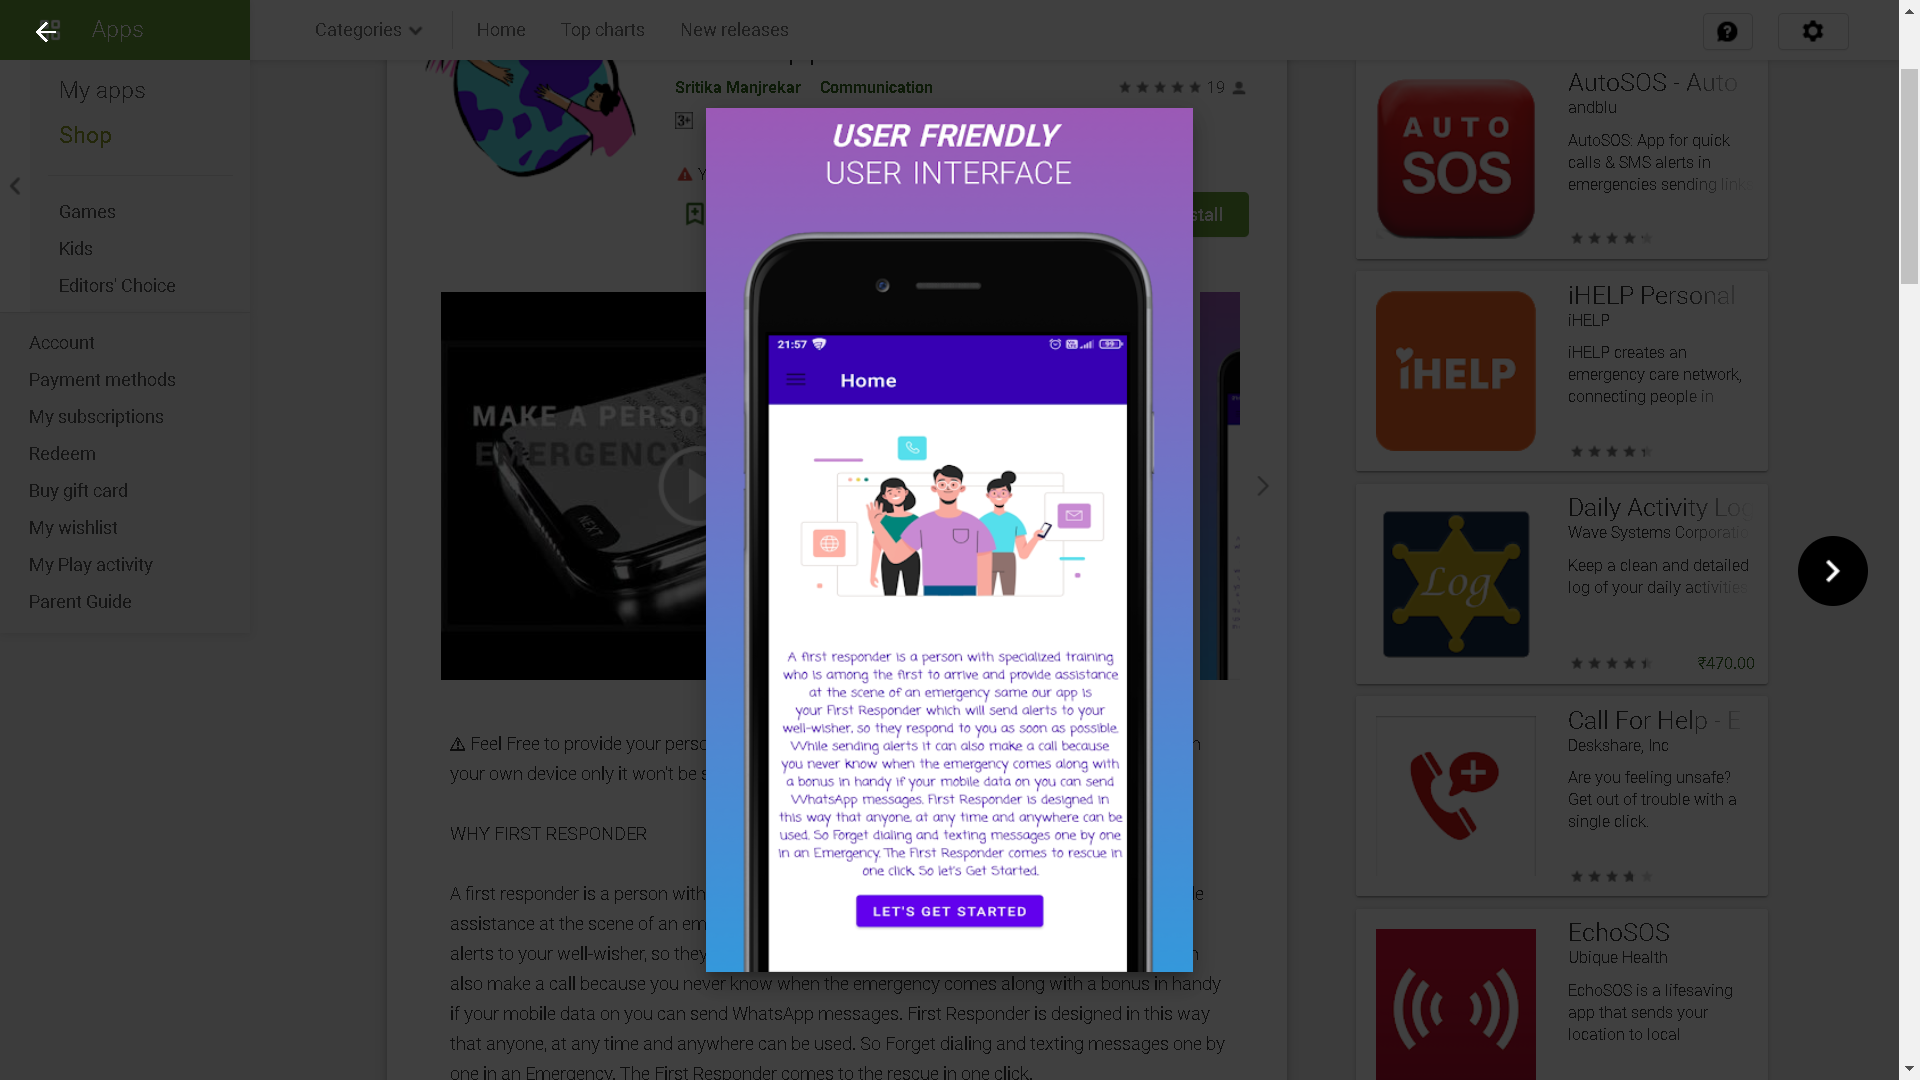 Apps
Categories
Home
Top charts
New releases
My apps
Shop
Games
Kids
Editors' Choice
Account
Payment methods
My subscriptions
Redeem
Buy gift card
My wishlist
My Play activity
Parent Guide
Sritika Manjrekar
Communication
19
3+
MAKE A PERSO
EMERGENCY
NEXT
⚠ Feel Free to provide your perso
your own device only it won't be s
WHY FIRST RESPONDER
A first responder is a person with
assistance at the scene of an em
alerts to your well-wisher, so they
also make a call because you never know when the emergency comes along with a bonus in handy
if your mobile data on you can send WhatsApp messages. First Responder is designed in this way
that anyone, at any time and anywhere can be used. So Forget dialing and texting messages one by
one in an Emergency. The First Responder comes to the rescue in one click.
USER FRIENDLY
USER INTERFACE
21:57
99
Home
A first responder is a person with specialized training
who is among the first to arrive and provide assistance
at the scene of an emergency same our app is
your First Responder which will send alerts to your
well-wisher, so they respond to you as soon as possible.
While sending alerts it can also make a call because
you never know when the emergency comes along with
a bonus in handy if your mobile data on you can send
WhatsApp messages. First Responder is designed in
this way that anyone, at any time and anywhere can be
used. So Forget dialing and texting messages one by one
in an Emergency. The First Responder comes to rescue in
one click. So let's Get Started.
LET'S GET STARTED
stall
AUTO
SOS
AutoSOS - Auto
andblu
AutoSOS: App for quick
calls & SMS alerts in
emergencies sending link
iHELP
iHELP Personal
iHELP
iHELP creates an
emergency care network,
connecting people in
Log
Daily Activity Log
Wave Systems Corporatio
Keep a clean and detailed
log of your daily activities
₹470.00
Call For Help - E
Deskshare, Inc
Are you feeling unsafe?
Get out of trouble with a
single click.
EchoSOS
Ubique Health
EchoSOS is a lifesaving
app that sends your
location to local